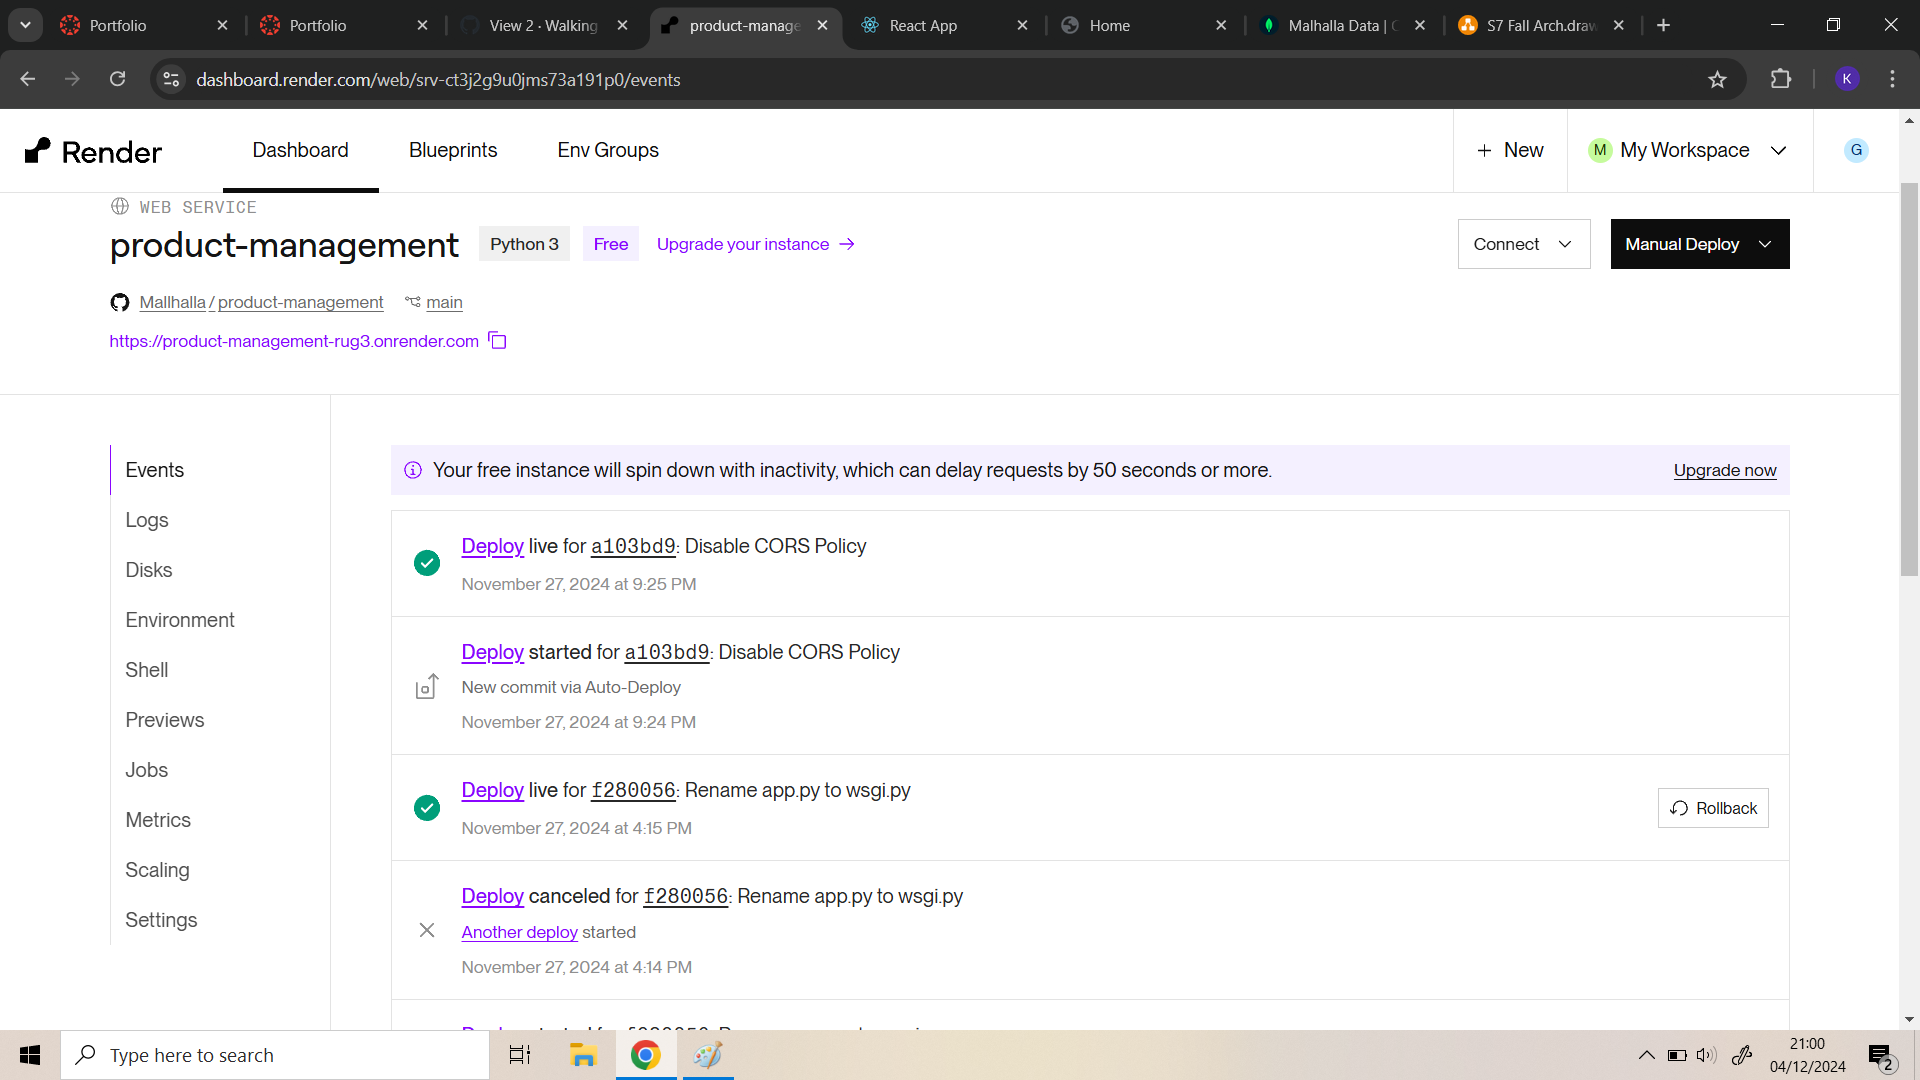 Portfolio
Portfolio
View 2 · Walking
product-manage
React App
Home
Malhalla Data |
S7 Fall Arch.draw
dashboard.render.com/web/srv-ct3j2g9u0jms73a191p0/events
K
Render
Dashboard
Blueprints
Env Groups
+ New
M
My Workspace
G
WEB SERVICE
product-management
Python 3
Free
Upgrade your instance →
Connect
Manual Deploy
Mallhalla / product-management
main
https://product-management-rug3.onrender.com
Events
Logs
Disks
Environment
Shell
Previews
Jobs
Metrics
Scaling
Settings
Your free instance will spin down with inactivity, which can delay requests by 50 seconds or more.
Upgrade now
Deploy live for a103bd9: Disable CORS Policy
November 27, 2024 at 9:25 PM
Deploy started for a103bd9: Disable CORS Policy
New commit via Auto-Deploy
November 27, 2024 at 9:24 PM
Deploy live for f280056: Rename app.py to wsgi.py
November 27, 2024 at 4:15 PM
Rollback
Deploy canceled for f280056: Rename app.py to wsgi.py
Another deploy started
November 27, 2024 at 4:14 PM
Type here to search
21:00
04/12/2024
2